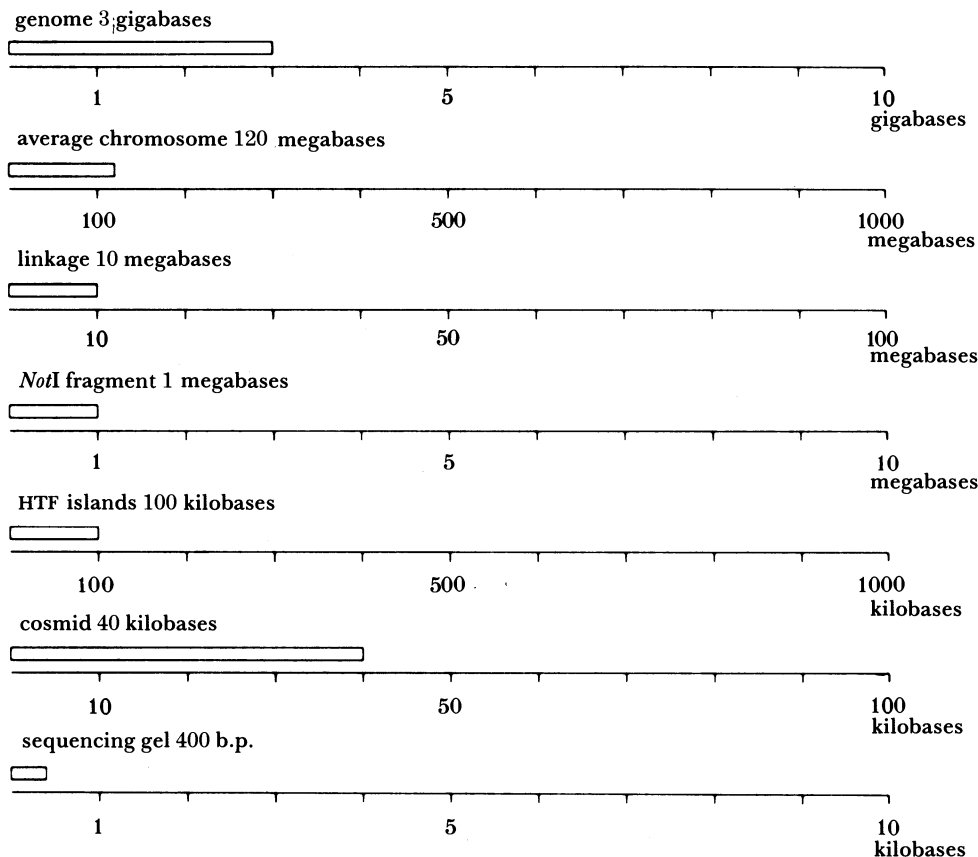 genome 3 gigabases
1 5 10
gigabases
average chromosome 120 megabases
100 500 1000
megabases
linkage 10 megabases
10 50 100
megabases
NotI fragment 1 megabases
1 5 10
megabases
HTF islands 100 kilobases
100 500 1000
kilobases
cosmid 40 kilobases
10 50 100
kilobases
sequencing gel 400 b.p.
1 5 10
kilobases